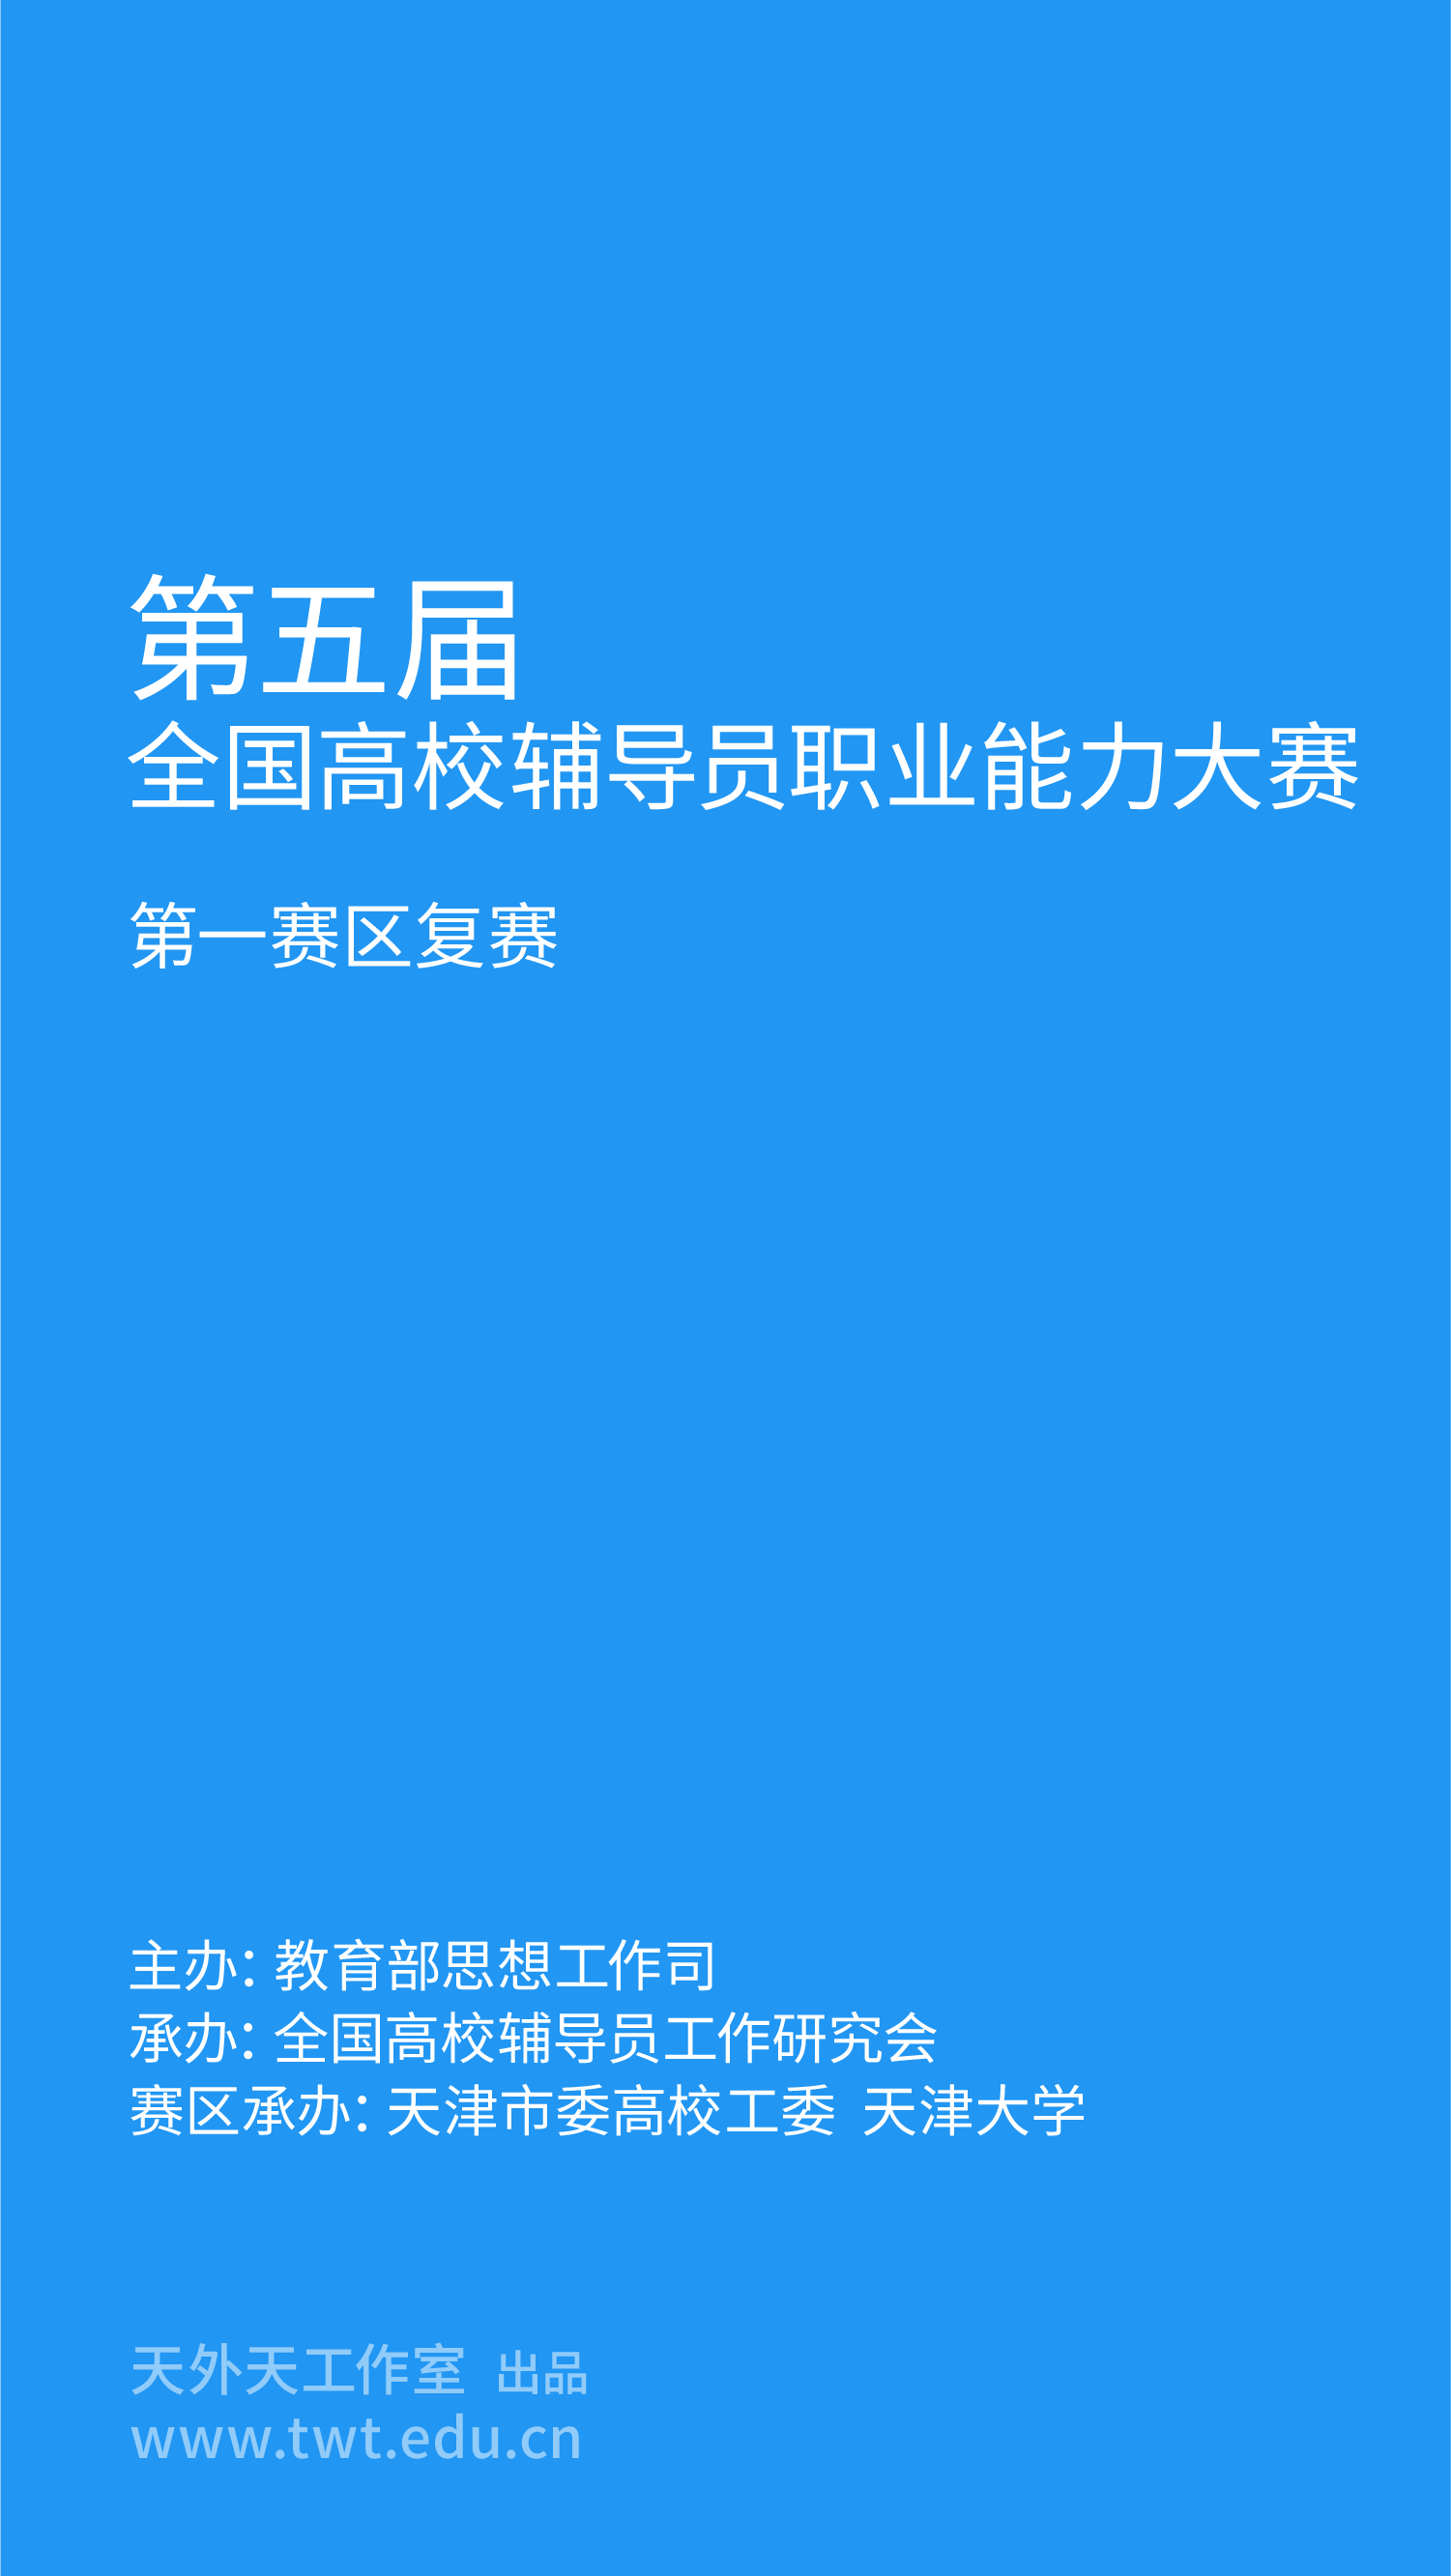 第五届
全国高校辅导员职业能力大赛
第一赛区复赛
主办：教育部思想工作司
承办：全国高校辅导员工作研究会
赛区承办：天津市委高校工委 天津大学
天外天工作室 出品
www.twt.edu.cn